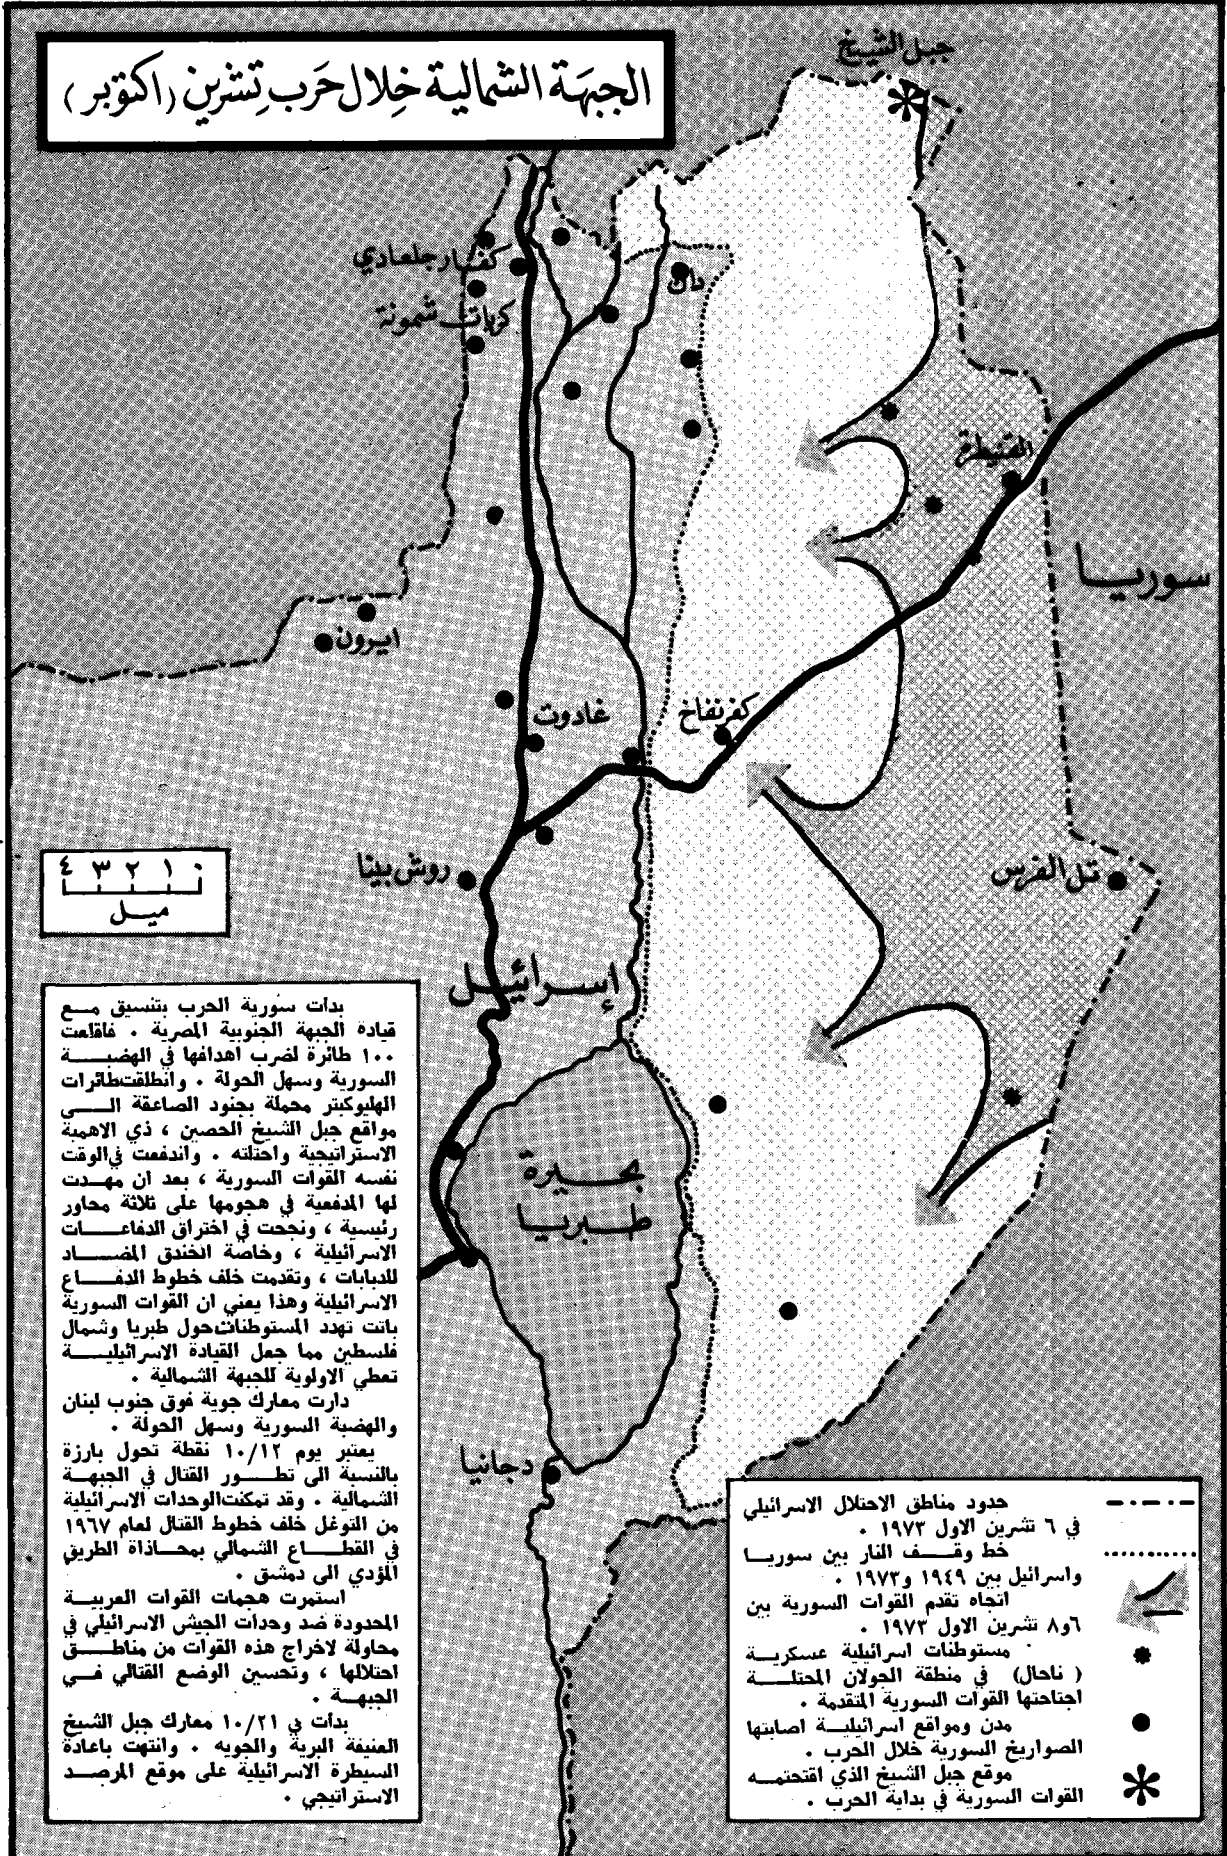 الجبهَة الشمالية خِلال حَرب تِشرين (اكتوبر)
جبل الشيخ
كفار جلعادي
دان
كريات شمونة
القنيطرة
سوريا
ايرون
غادوت
كفر نفاخ
٤ ٣ ٢ ١ ٠
ميل
روش بينا
تل الفرس
إسرائيل
بحيرة
طبريا
دجانيا
بدأت سورية الحرب بتنسيق مع
قيادة الجبهة الجنوبية المصرية . فاقلعت
١٠٠ طائرة لضرب اهدافها في الهضبة
السورية وسهل الحولة . وانطلقت طائرات
الهليوكبتر محملة بجنود الصاعقة الى
مواقع جبل الشيخ الحصين ، ذي الاهمية
الاستراتيجية واحتلته . واندفعت في الوقت
نفسه القوات السورية ، بعد ان مهدت
لها المدفعية في هجومها على ثلاثة محاور
رئيسية ، ونجحت في اختراق الدفاعات
الاسرائيلية ، وخاصة الخندق المضاد
للدبابات ، وتقدمت خلف خطوط الدفاع
الاسرائيلية وهذا يعني ان القوات السورية
باتت تهدد المستوطنات حول طبريا وشمال
فلسطين مما جعل القيادة الاسرائيلية
تعطي الاولوية للجبهة الشمالية .
دارت معارك جوية فوق جنوب لبنان
والهضبة السورية وسهل الحولة .
يعتبر يوم ١٠/١٢ نقطة تحول بارزة
بالنسبة الى تطور القتال في الجبهة
الشمالية . وقد تمكنت الوحدات الاسرائيلية
من التوغل خلف خطوط القتال لعام ١٩٦٧
في القطاع الشمالي بمحاذاة الطريق
المؤدي الى دمشق .
استمرت هجمات القوات العربية
المحدودة ضد وحدات الجيش الاسرائيلي في
محاولة لاخراج هذه القوات من مناطق
احتلالها ، وتحسين الوضع القتالي في
الجبهة .
بدأت في ١٠/٢١ معارك جبل الشيخ
العنيفة البرية والجويه . وانتهت باعادة
السيطرة الاسرائيلية على موقع المرصد
الاستراتيجي .
حدود مناطق الاحتلال الاسرائيلي
في ٦ تشرين الاول ١٩٧٣ .
خط وقف النار بين سوريا
واسرائيل بين ١٩٤٩ و١٩٧٣ .
اتجاه تقدم القوات السورية بين
٦و٨ تشرين الاول ١٩٧٣ .
مستوطنات اسرائيلية عسكرية
( ناحال) في منطقة الجولان المحتلة
اجتاحتها القوات السورية المتقدمة .
مدن ومواقع اسرائيلية اصابتها
الصواريخ السورية خلال الحرب .
موقع جبل الشيخ الذي اقتحمته
القوات السورية في بداية الحرب .